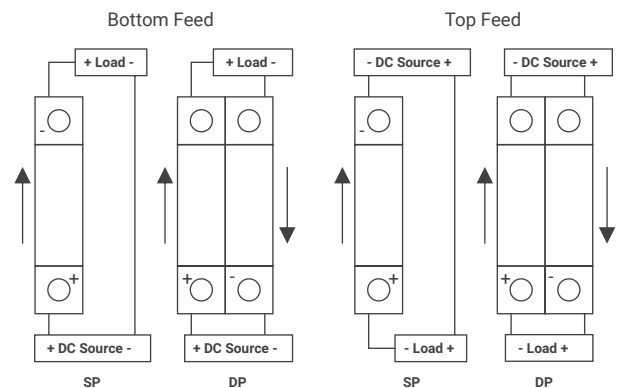 Bottom Feed Top Feed
+ Load - + Load - - DC Source + - DC Source +
- -
+ + - + + -
+ DC Source - + DC Source - - Load + - Load +
SP DP SP DP